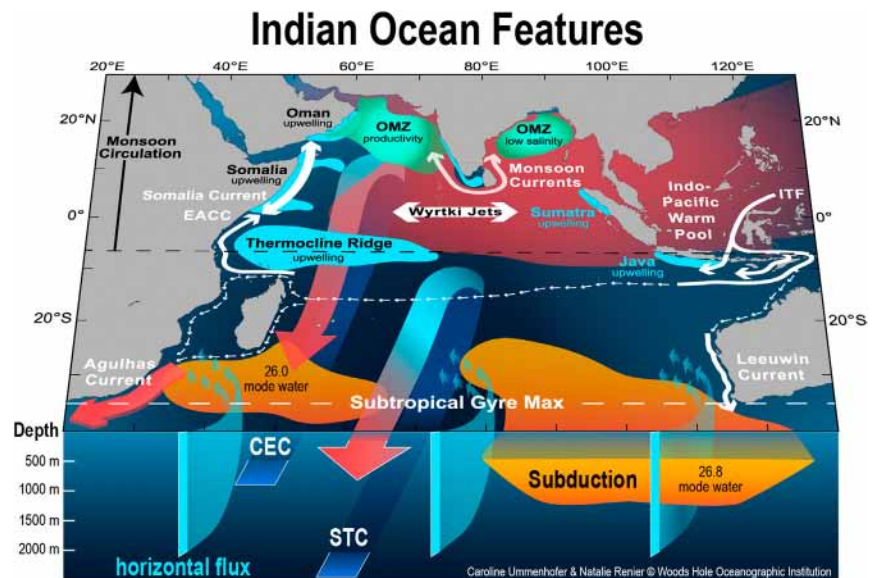 Indian Ocean Features
20°E
40°E
60°E
80°E
100°E
120°E
20°N
20°N
Monsoon
Circulation
Oman
upwelling
OMZ
productivity
OMZ
low salinity
Somalia
upwelling
Monsoon
Currents
Somalia Current
EACC
Indo-
Pacific
Warm
Pool
ITF
0°
0°
Wyrtki Jets
Sumatra
upwelling
Thermocline Ridge
upwelling
Java
upwelling
20°S
20°S
Agulhas
Current
26.0
mode water
Leeuwin
Current
Subtropical Gyre Max
Depth
500 m
1000 m
1500 m
2000 m
CEC
STC
Subduction
26.8
mode water
horizontal flux
Caroline Ummenhofer & Natalie Renier © Woods Hole Oceanographic Institution